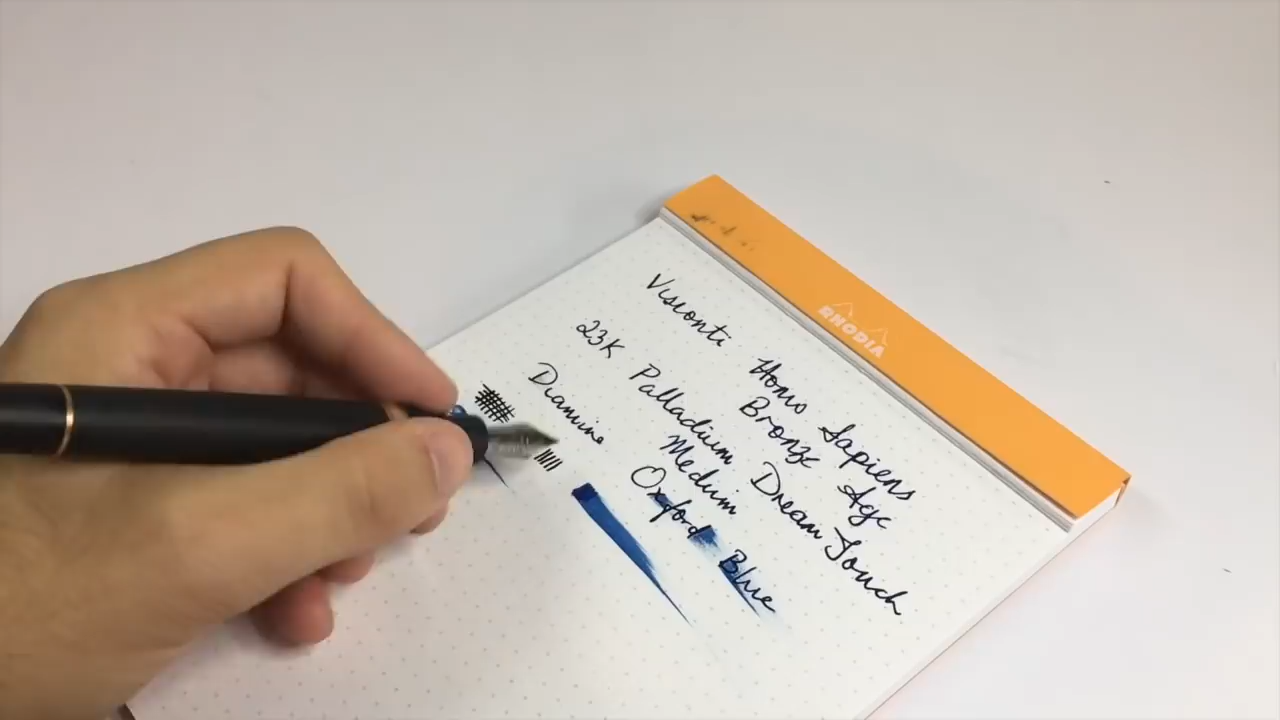 RHODIA
Visconti Homo Sapiens
Bronze Age
23K Palladium Dream Touch
Medium
Diamine Oxford Blue